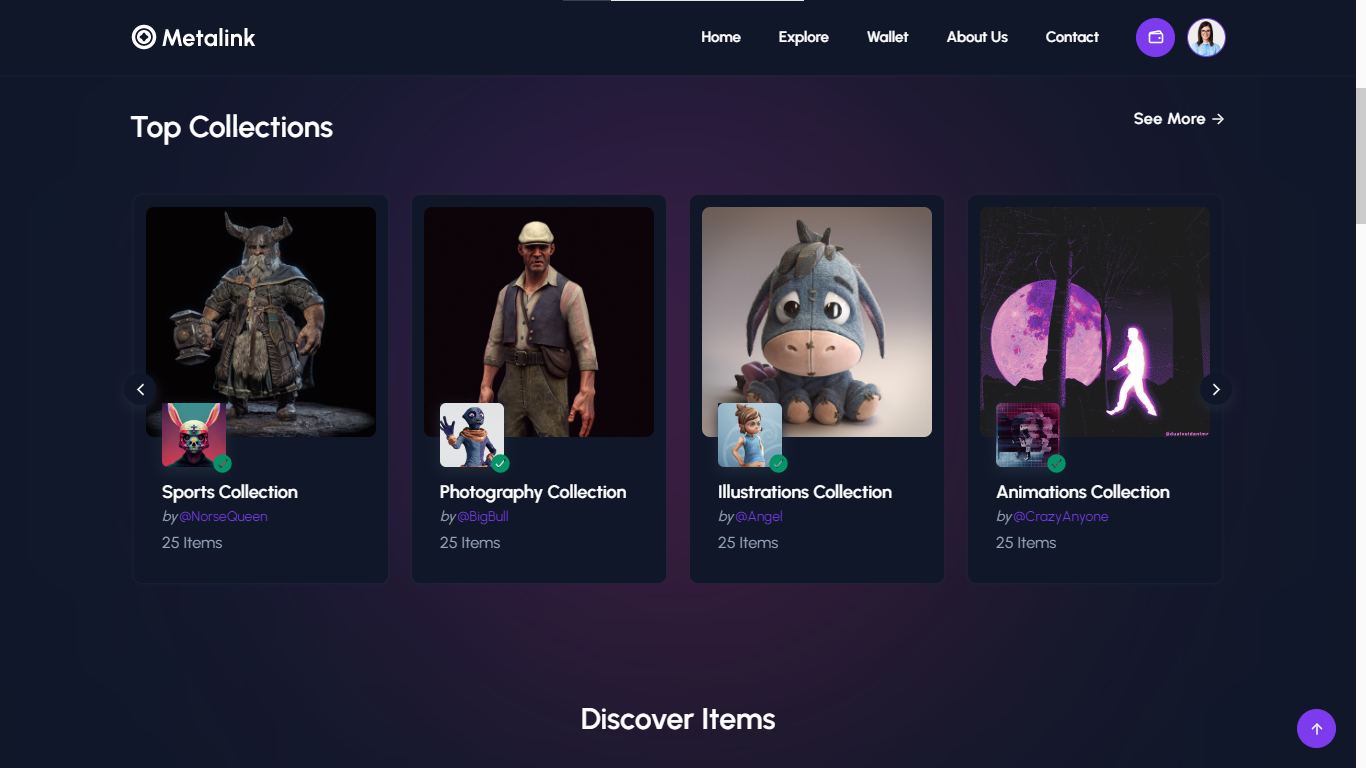 Metalink
Home Explore Wallet About Us Contact
Top Collections
See More →
Sports Collection
by @NorseQueen
25 Items
Photography Collection
by @BigBull
25 Items
Illustrations Collection
by @Angel
25 Items
Animations Collection
by @CrazyAnyone
25 Items
Discover Items